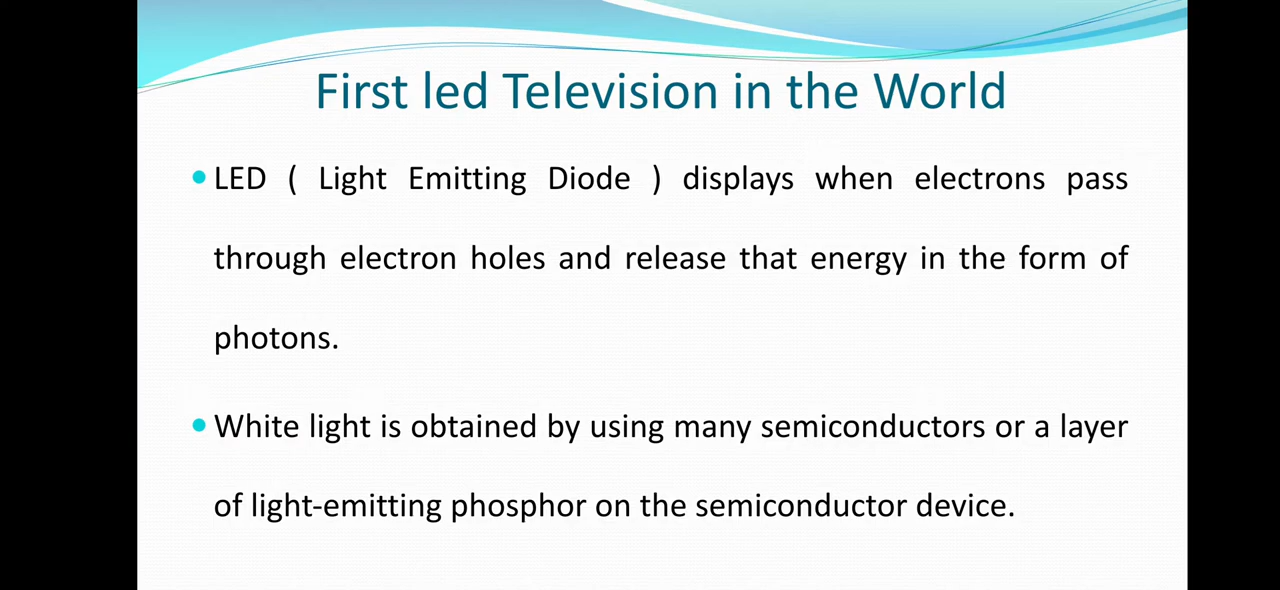 First led Television in the World
LED ( Light Emitting Diode ) displays when electrons pass
through electron holes and release that energy in the form of
photons.
White light is obtained by using many semiconductors or a layer
of light-emitting phosphor on the semiconductor device.